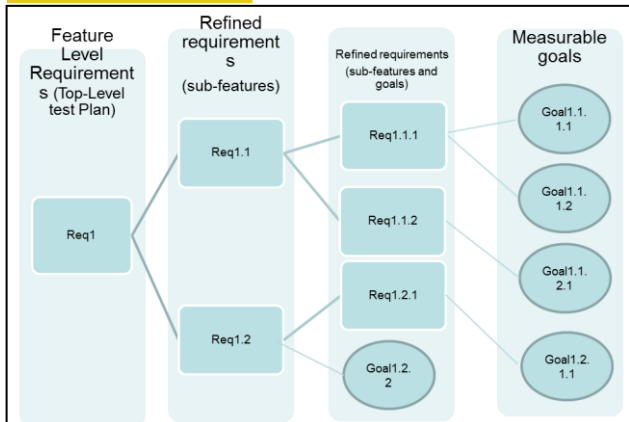 Feature
Level
Requirement
s (Top-Level
test Plan)
Req1
Refined
requirement
s
(sub-features)
Req1.1
Req1.2
Refined requirements
(sub-features and
goals)
Req1.1.1
Req1.1.2
Req1.2.1
Goal1.2.
2
Measurable
goals
Goal1.1.
1.1
Goal1.1.
1.2
Goal1.1.
2.1
Goal1.2.
1.1